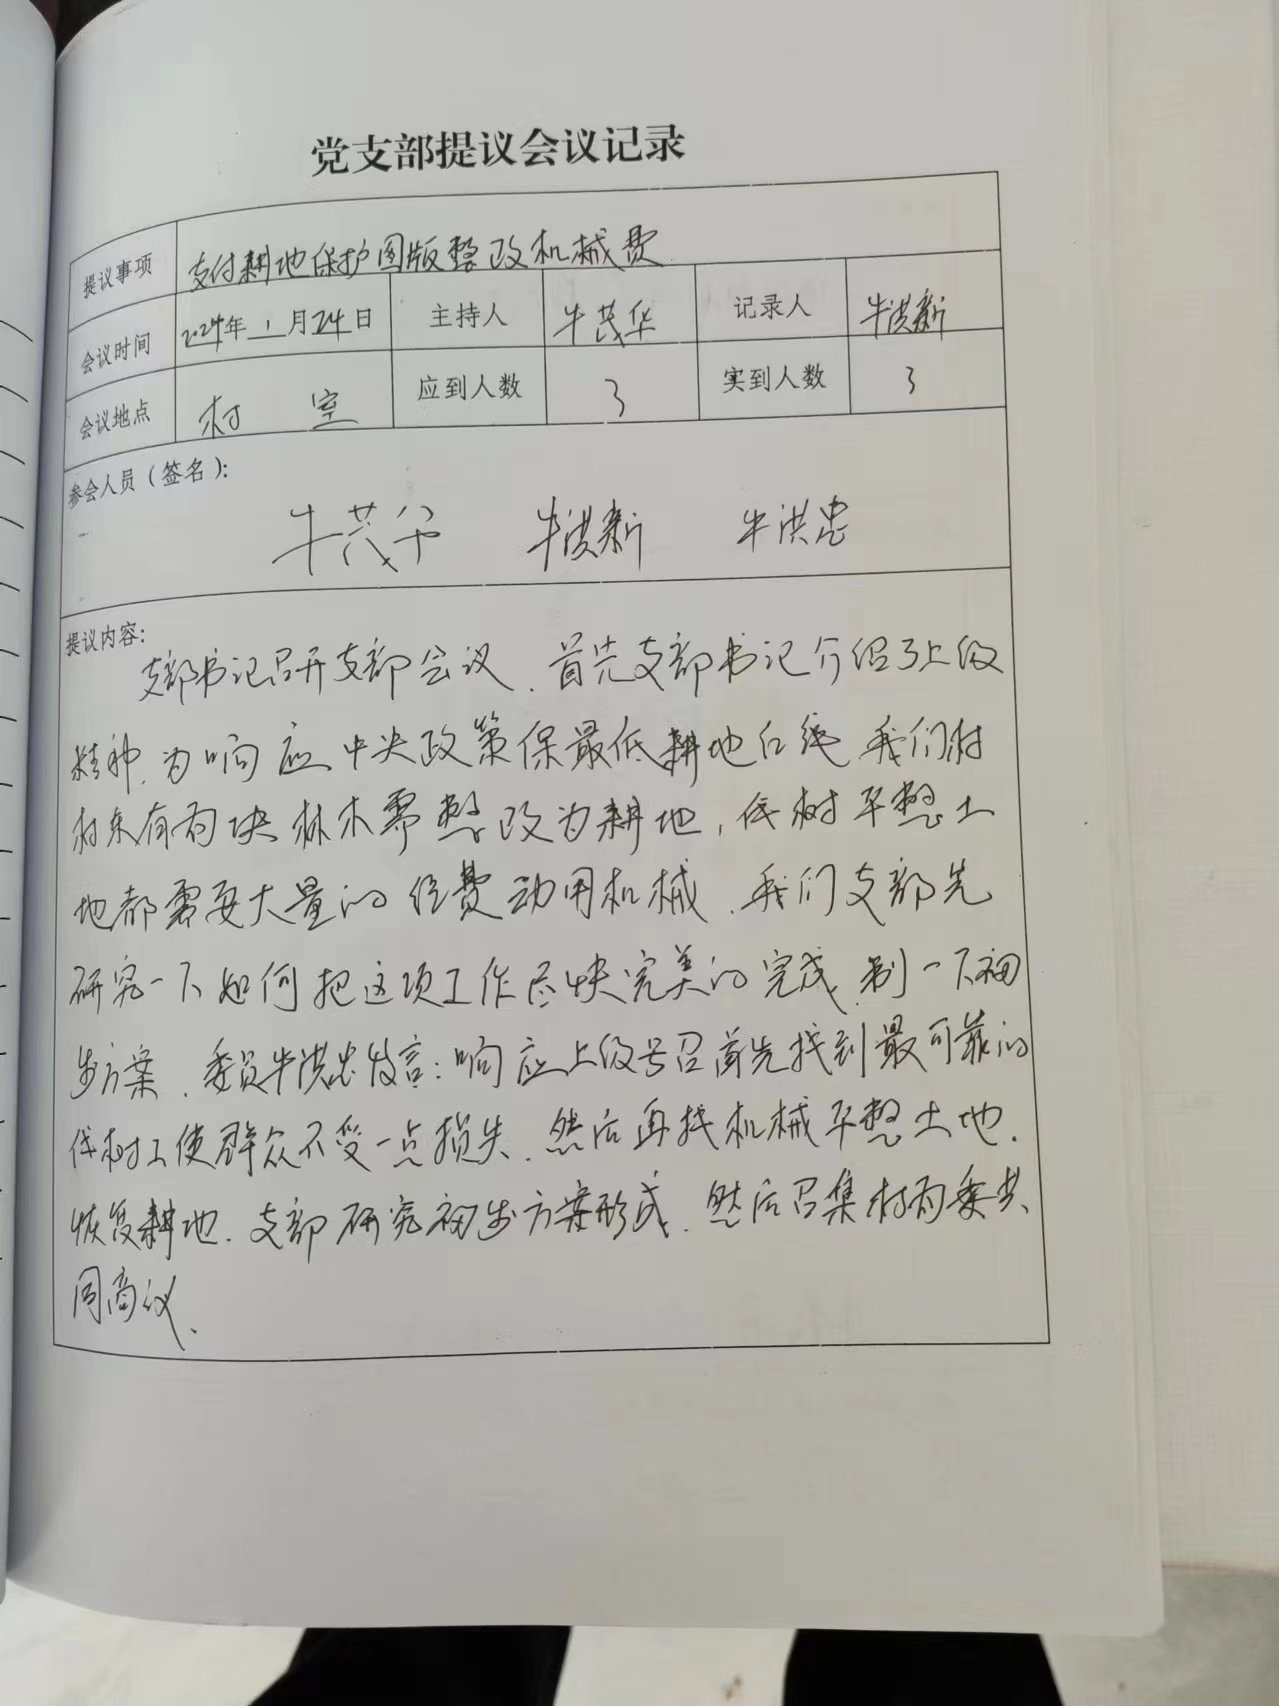 党支部提议会议记录
提议事项 支付耕地保护图版整改机械费
会议时间 2024年1月24日 主持人 牛茂华 记录人 牛洪新
会议地点 村 室 应到人数 3 实到人数 3
参会人员（签名）：
牛茂华 牛洪新 牛洪忠
提议内容：
支部书记召开支部会议、首先支部书记介绍了上级
精神、为响应中央政策保最低耕地红线、我们村
村东有两块林木需整改为耕地，伐树平整土
地都需要大量的经费动用机械、我们支部先
研究一下如何把这项工作尽快完美的完成、制一下初
步方案、委员牛洪忠发言：响应上级号召首先找到最可靠的
伐树工使群众不受一点损失、然后再找机械平整土地、
恢复耕地、支部研究初步方案形成、然后召集村两委共
同商议、